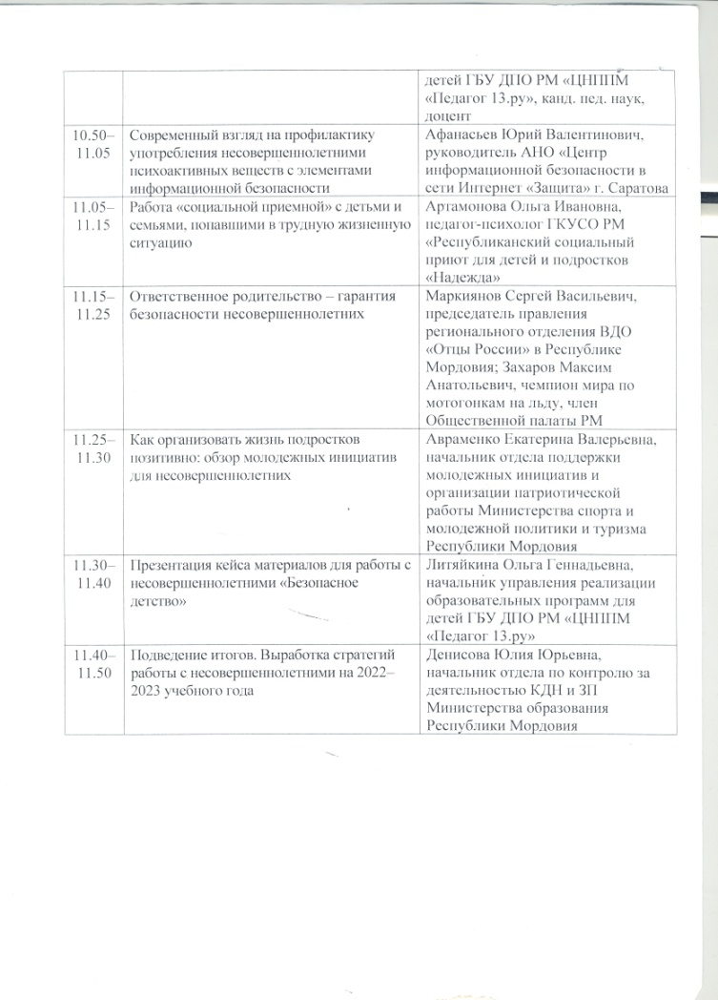 детей ГБУ ДПО РМ «ЦНППМ
«Педагог 13.ру», канд. пед. наук,
доцент
10.50–
11.05
Современный взгляд на профилактику
употребления несовершеннолетними
психоактивных веществ с элементами
информационной безопасности
Афанасьев Юрий Валентинович,
руководитель АНО «Центр
информационной безопасности в
сети Интернет «Защита» г. Саратова
11.05–
11.15
Работа «социальной приемной» с детьми и
семьями, попавшими в трудную жизненную
ситуацию
Артамонова Ольга Ивановна,
педагог-психолог ГКУСО РМ
«Республиканский социальный
приют для детей и подростков
«Надежда»
11.15–
11.25
Ответственное родительство – гарантия
безопасности несовершеннолетних
Маркиянов Сергей Васильевич,
председатель правления
регионального отделения ВДО
«Отцы России» в Республике
Мордовия; Захаров Максим
Анатольевич, чемпион мира по
мотогонкам на льду, член
Общественной палаты РМ
11.25–
11.30
Как организовать жизнь подростков
позитивно: обзор молодежных инициатив
для несовершеннолетних
Авраменко Екатерина Валерьевна,
начальник отдела поддержки
молодежных инициатив и
организации патриотической
работы Министерства спорта и
молодежной политики и туризма
Республики Мордовия
11.30–
11.40
Презентация кейса материалов для работы с
несовершеннолетними «Безопасное
детство»
Литяйкина Ольга Геннадьевна,
начальник управления реализации
образовательных программ для
детей ГБУ ДПО РМ «ЦНППМ
«Педагог 13.ру»
11.40–
11.50
Подведение итогов. Выработка стратегий
работы с несовершеннолетними на 2022–
2023 учебного года
Денисова Юлия Юрьевна,
начальник отдела по контролю за
деятельностью КДН и ЗП
Министерства образования
Республики Мордовия